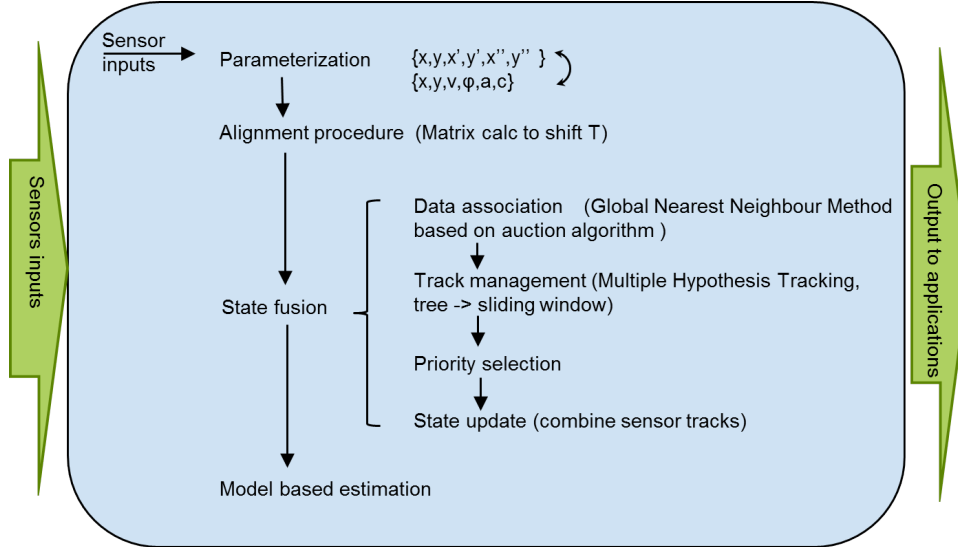 Sensor
inputs
Parameterization
{x,y,x’,y’,x’’,y’’ }
{x,y,v,φ,a,c}
Alignment procedure (Matrix calc to shift T)
Sensors inputs
Data association (Global Nearest Neighbour Method
based on auction algorithm )
Track management (Multiple Hypothesis Tracking,
tree -> sliding window)
State fusion
Priority selection
State update (combine sensor tracks)
Model based estimation
Output to applications